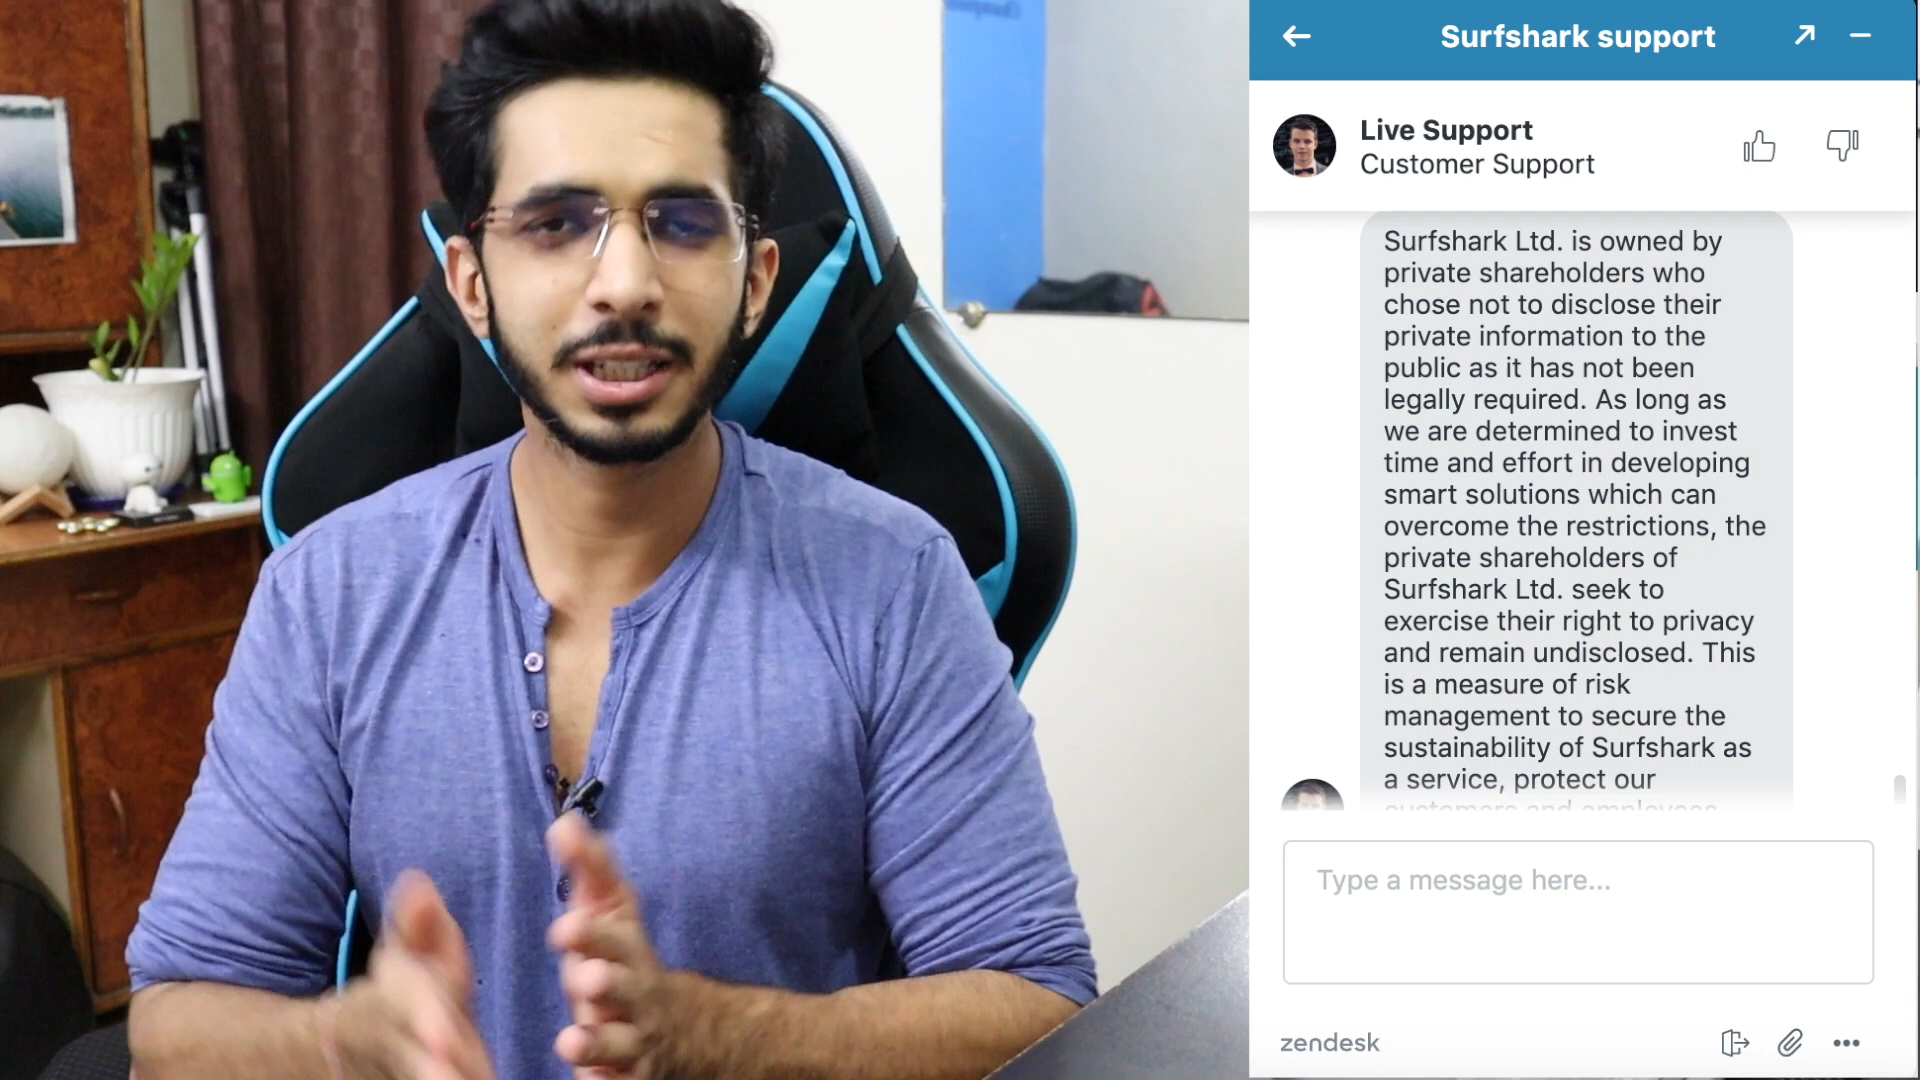 Surfshark support
Live Support
Customer Support
Surfshark Ltd. is owned by
private shareholders who
chose not to disclose their
private information to the
public as it has not been
legally required. As long as
we are determined to invest
time and effort in developing
smart solutions which can
overcome the restrictions, the
private shareholders of
Surfshark Ltd. seek to
exercise their right to privacy
and remain undisclosed. This
is a measure of risk
management to secure the
sustainability of Surfshark as
a service, protect our
customers and employees
Type a message here...
zendesk